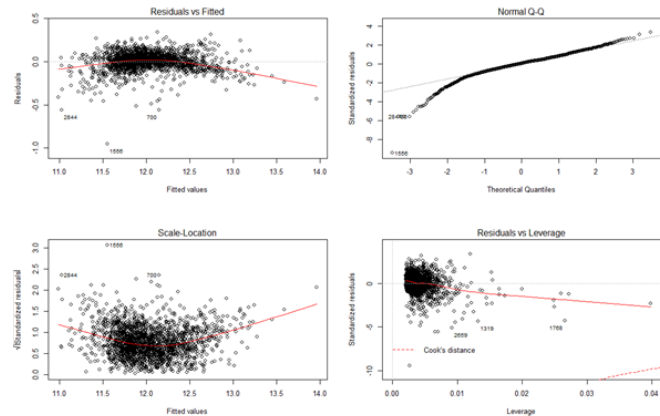 Residuals vs Fitted
Residuals
0.5
0.0
-0.5
-1.0
2844
700
1556
11.0 11.5 12.0 12.5 13.0 13.5 14.0
Fitted values
Normal Q-Q
Standardized residuals
4
2
0
-2
-4
-6
-8
1556
-3 -2 -1 0 1 2 3
Theoretical Quantiles
Scale-Location
√|Standardized residuals|
3.0
2.5
2.0
1.5
1.0
0.5
0.0
1556
2844
700
11.0 11.5 12.0 12.5 13.0 13.5 14.0
Fitted values
Residuals vs Leverage
Standardized residuals
0
-5
-10
2659
1319
1768
Cook's distance
0.00 0.01 0.02 0.03 0.04
Leverage